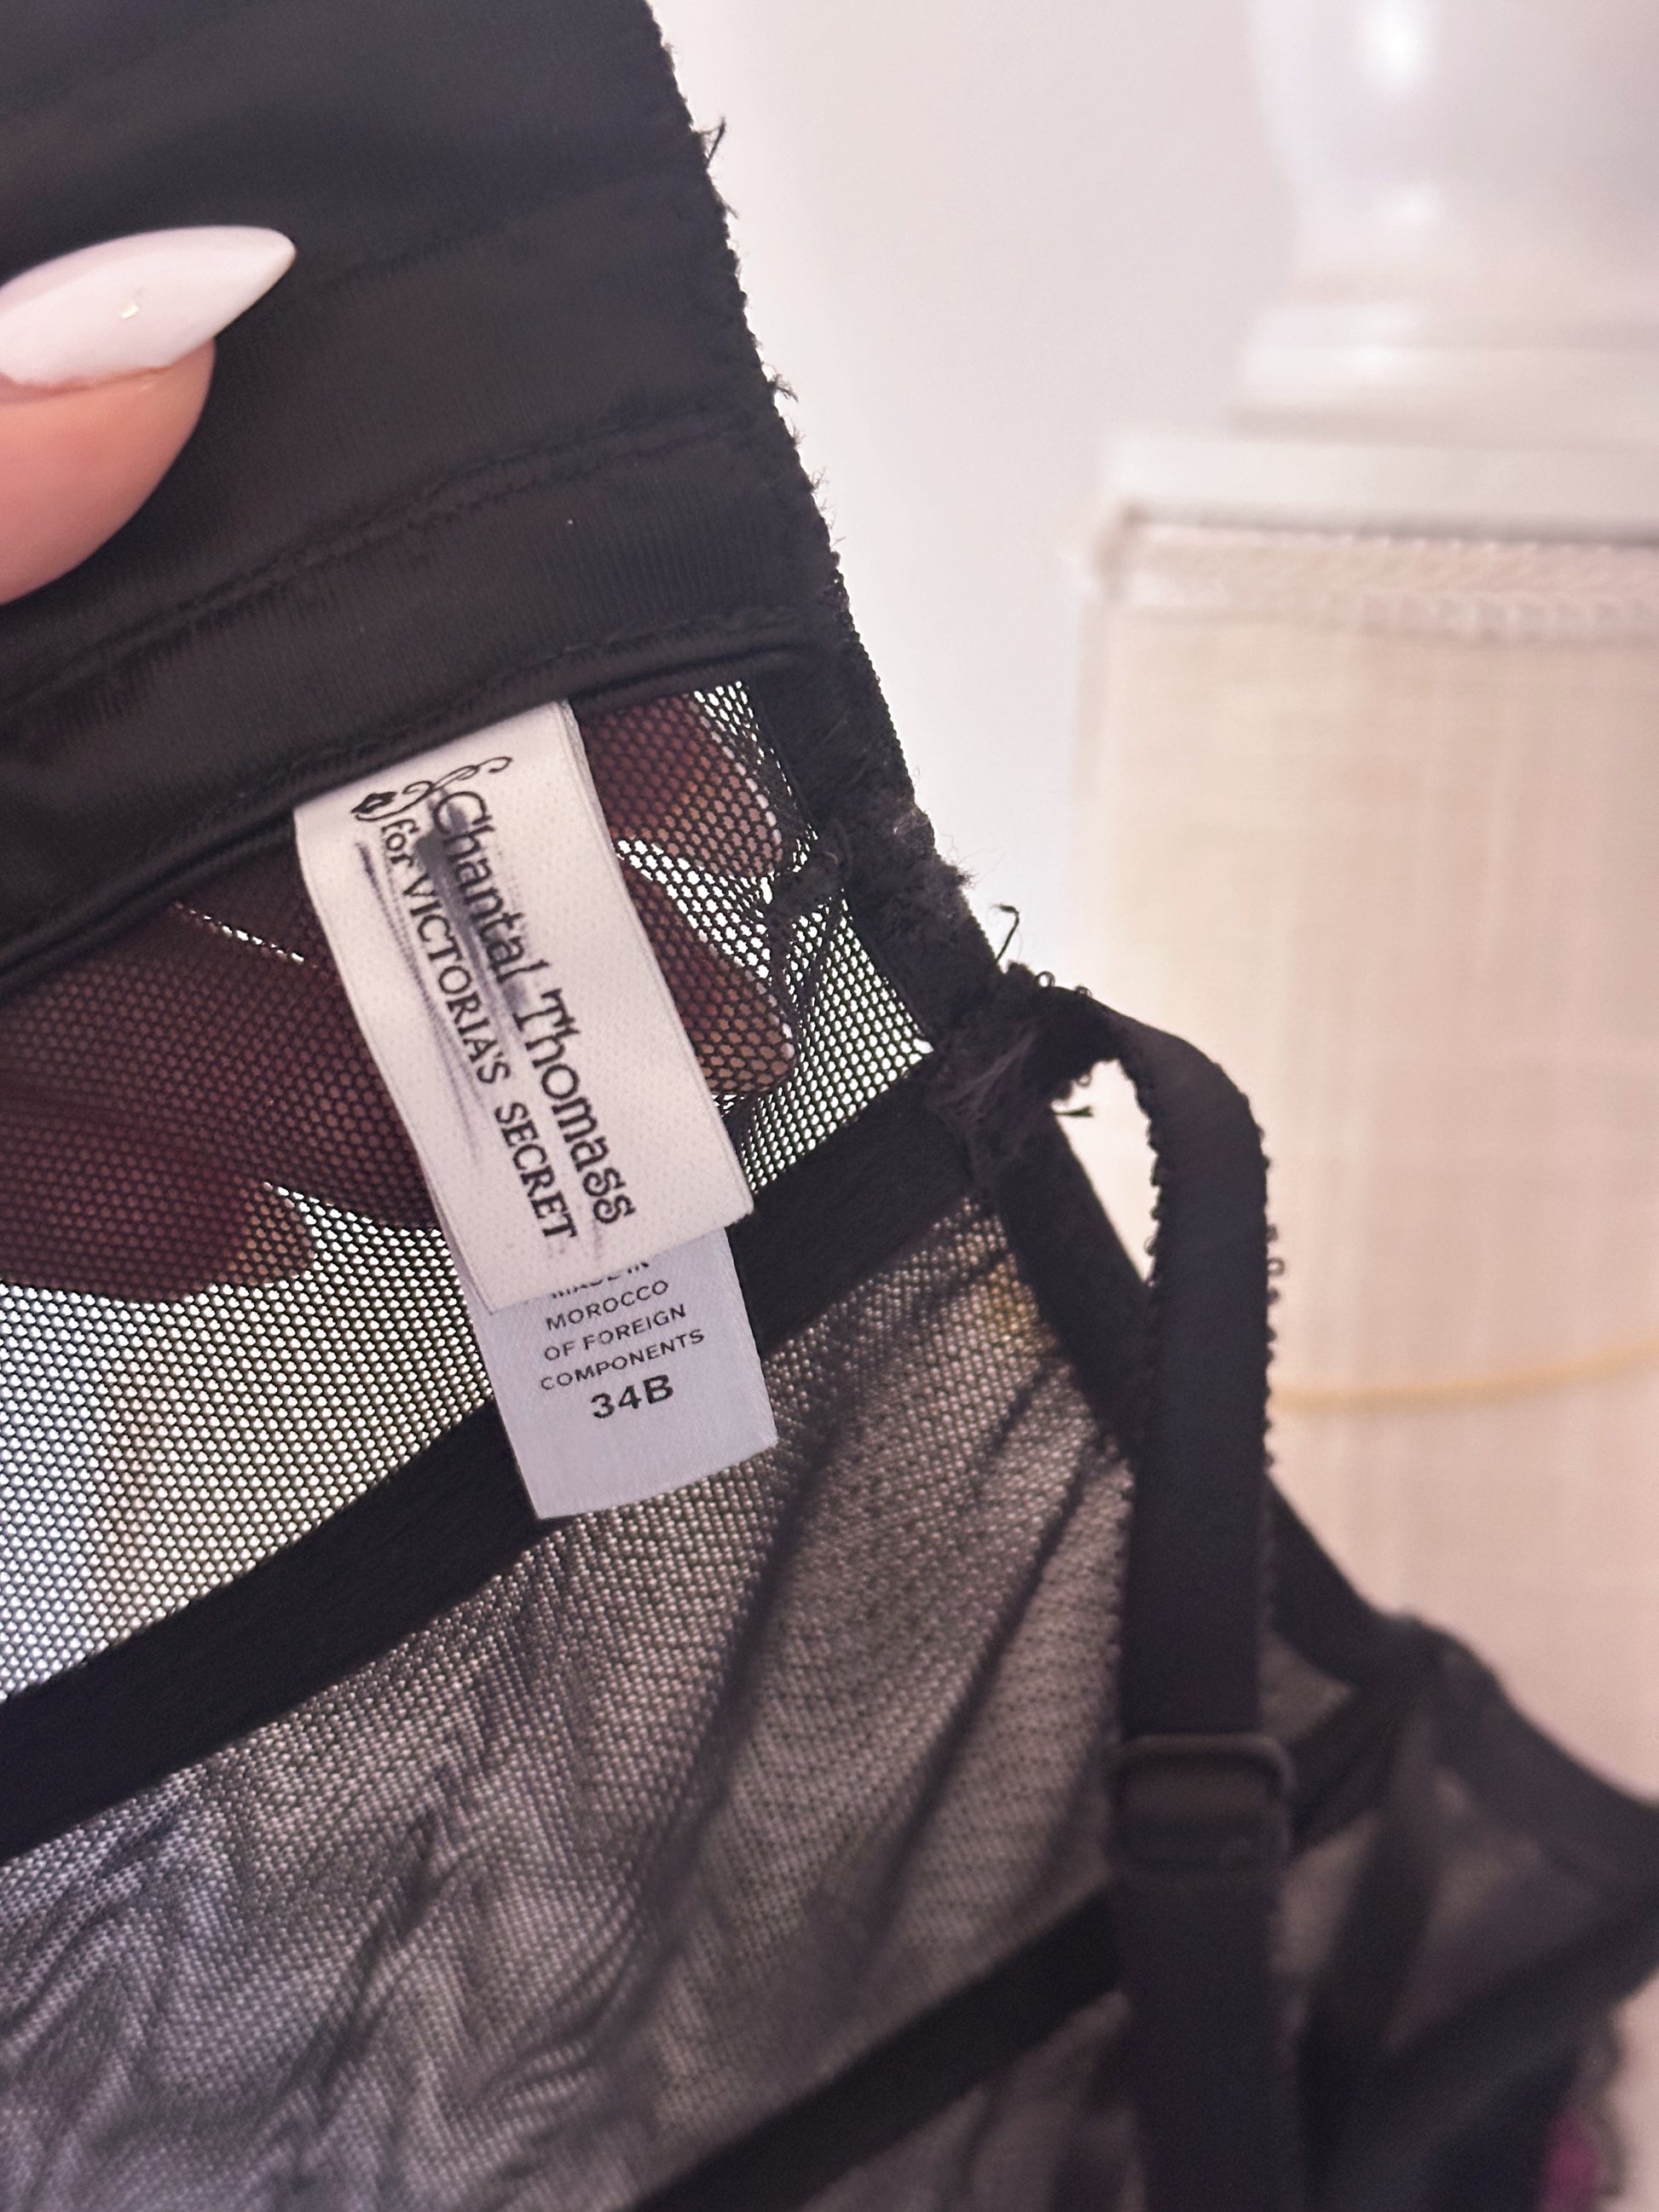 Chantal Thomass
for VICTORIA'S SECRET
MADE IN
MOROCCO
OF FOREIGN
COMPONENTS
34B